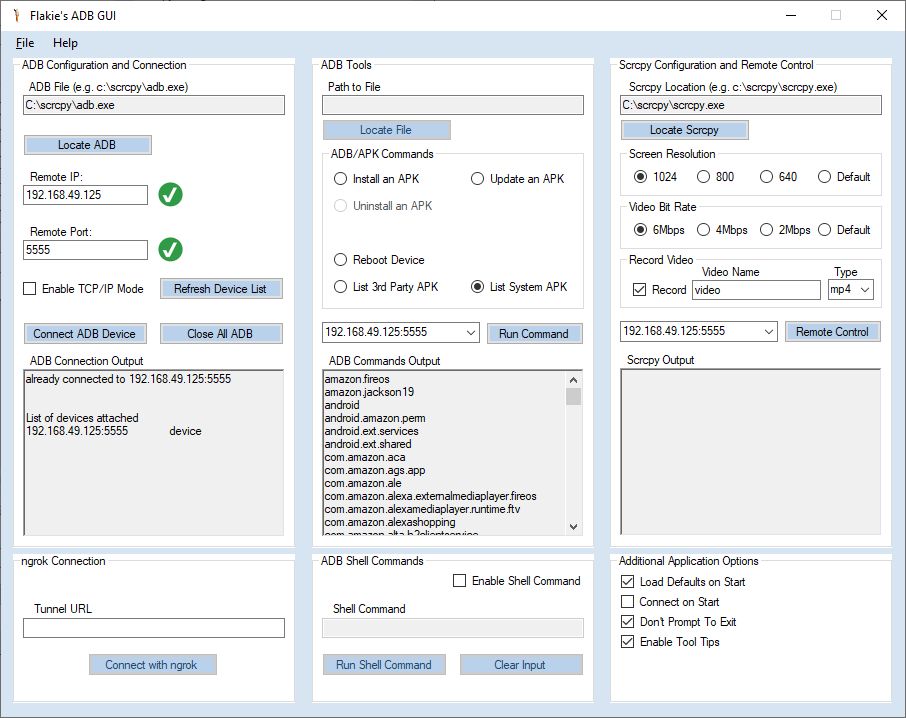 Flakie's ADB GUI
File Help
ADB Configuration and Connection
ADB File (e.g. c:\scrcpy\adb.exe)
C:\scrcpy\adb.exe
Locate ADB
Remote IP:
192.168.49.125
Remote Port:
5555
Enable TCP/IP Mode
Refresh Device List
Connect ADB Device
Close All ADB
ADB Connection Output
already connected to 192.168.49.125:5555
List of devices attached
192.168.49.125:5555 device
ngrok Connection
Tunnel URL
Connect with ngrok
ADB Tools
Path to File
Locate File
ADB/APK Commands
Install an APK
Update an APK
Uninstall an APK
Reboot Device
List 3rd Party APK
List System APK
192.168.49.125:5555
Run Command
ADB Commands Output
amazon.fireos
amazon.jackson19
android
android.amazon.perm
android.ext.services
android.ext.shared
com.amazon.aca
com.amazon.ags.app
com.amazon.ale
com.amazon.alexa.externalmediaplayer.fireos
com.amazon.alexamediaplayer.runtime.ftv
com.amazon.alexashopping
com.amazon.alta.h2clientservice
ADB Shell Commands
Enable Shell Command
Shell Command
Run Shell Command
Clear Input
Scrcpy Configuration and Remote Control
Scrcpy Location (e.g. c:\scrcpy\scrcpy.exe)
C:\scrcpy\scrcpy.exe
Locate Scrcpy
Screen Resolution
1024 800 640 Default
Video Bit Rate
6Mbps 4Mbps 2Mbps Default
Record Video
Video Name
Type
Record
video
mp4
192.168.49.125:5555
Remote Control
Scrcpy Output
Additional Application Options
Load Defaults on Start
Connect on Start
Don't Prompt To Exit
Enable Tool Tips